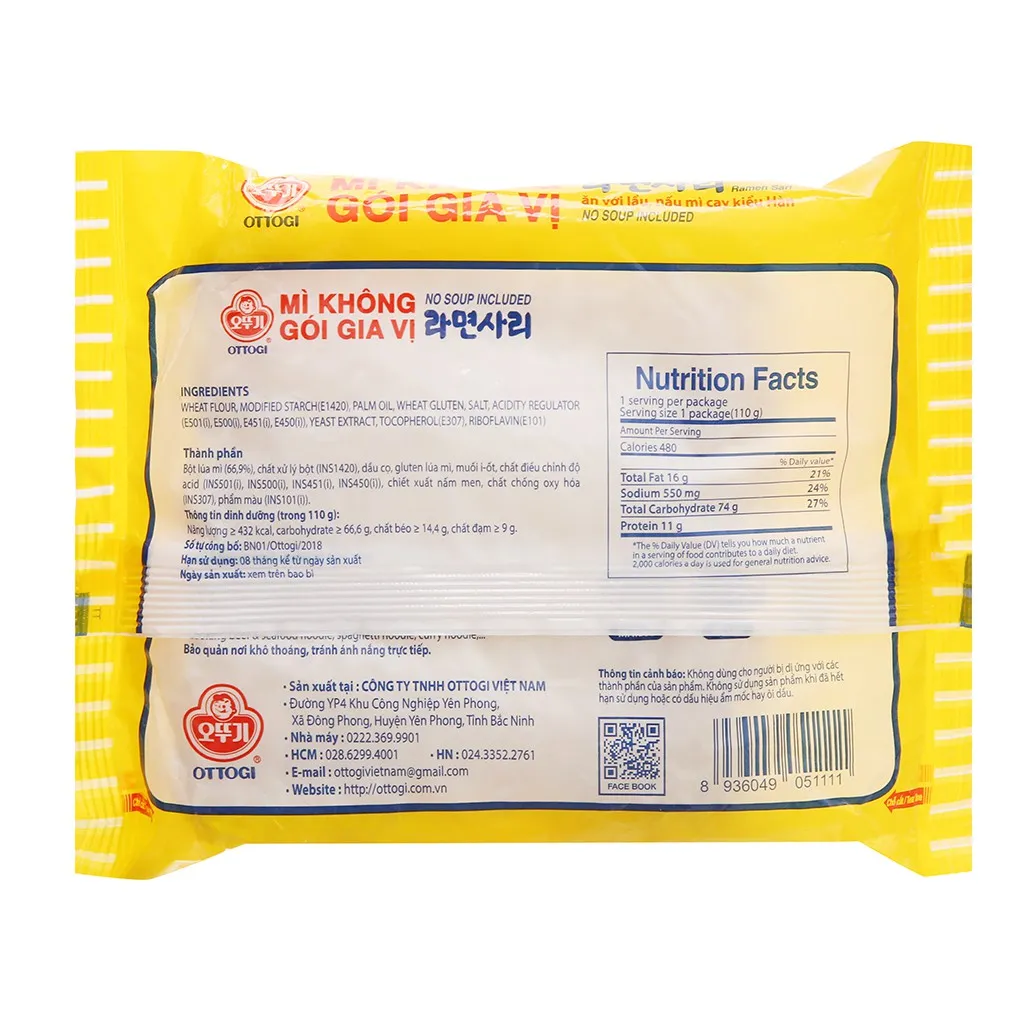 OTTOGI
GÓI GIA VỊ
라면사리 Ramen Sari
ăn với lẩu, nấu mì cay kiểu Hàn
NO SOUP INCLUDED
오뚜기
OTTOGI
MÌ KHÔNG
GÓI GIA VỊ
NO SOUP INCLUDED
라면사리
INGREDIENTS
WHEAT FLOUR, MODIFIED STARCH(E1420), PALM OIL, WHEAT GLUTEN, SALT, ACIDITY REGULATOR
(E501(i), E500(i), E451(i), E450(i)), YEAST EXTRACT, TOCOPHEROL(E307), RIBOFLAVIN(E101)
Thành phần
Bột lúa mì (66,9%), chất xử lý bột (INS1420), dầu cọ, gluten lúa mì, muối i-ốt, chất điều chỉnh độ
acid (INS501(i), INS500(i), INS451(i), INS450(i)), chiết xuất nấm men, chất chống oxy hóa
(INS307), phẩm màu (INS101(i)).
Thông tin dinh dưỡng (trong 110 g):
Năng lượng ≥ 432 kcal, carbohydrate ≥ 66,6 g, chất béo ≥ 14,4 g, chất đạm ≥ 9 g.
Số tự công bố: BN01/Ottogi/2018
Hạn sử dụng: 08 tháng kể từ ngày sản xuất
Ngày sản xuất: xem trên bao bì
Nutrition Facts
1 serving per package
Serving size 1 package(110 g)
Amount Per Serving
Calories 480
% Daily value*
Total Fat 16 g 21%
Sodium 550 mg 24%
Total Carbohydrate 74 g 27%
Protein 11 g
*The % Daily Value (DV) tells you how much a nutrient
in a serving of food contributes to a daily diet.
2,000 calories a day is used for general nutrition advice.
beef & seafood noodle, spaghetti noodle, curry noodle,...
Bảo quản nơi khô thoáng, tránh ánh nắng trực tiếp.
오뚜기
OTTOGI
• Sản xuất tại : CÔNG TY TNHH OTTOGI VIỆT NAM
• Đường YP4 Khu Công Nghiệp Yên Phong,
Xã Đông Phong, Huyện Yên Phong, Tỉnh Bắc Ninh
• Nhà máy : 0222.369.9901
• HCM : 028.6299.4001 • HN : 024.3352.2761
• E-mail : ottogivietnam@gmail.com
• Website : http://ottogi.com.vn
Thông tin cảnh báo: Không dùng cho người bị dị ứng với các
thành phần của sản phẩm. Không sử dụng sản phẩm khi đã hết
hạn sử dụng hoặc có dấu hiệu ẩm mốc hay ôi dầu.
FACE BOOK
8 936049 051111